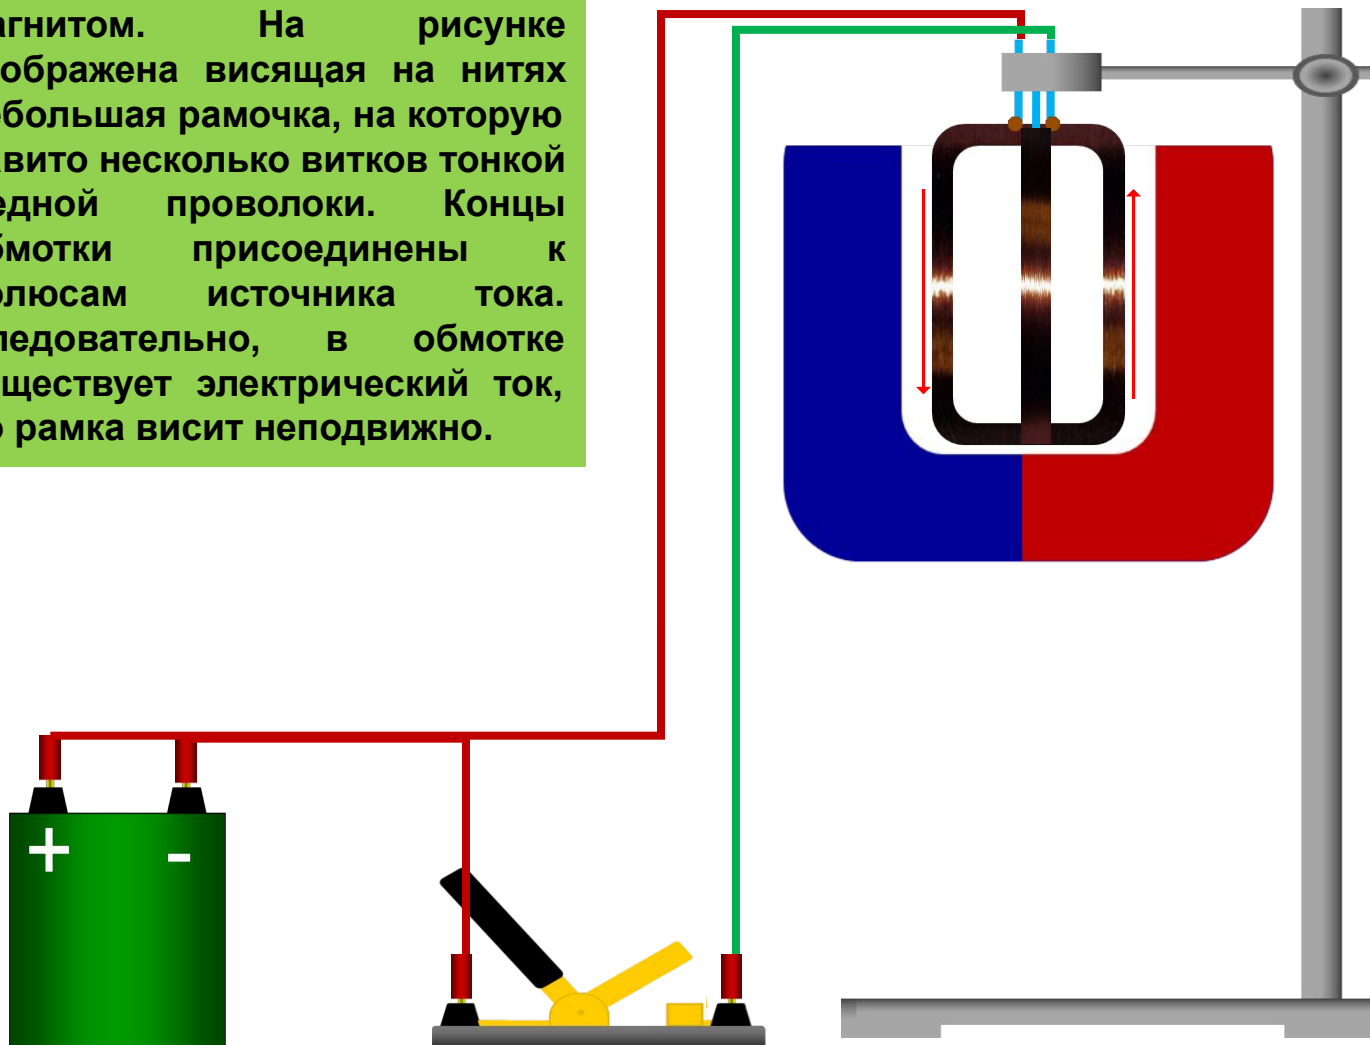 агнитом. На рисунке
ображена висящая на нитях
ебольшая рамочка, на которую
авито несколько витков тонкой
едной проволоки. Концы
бмотки присоединены к
олюсам источника тока.
ледовательно, в обмотке
ществует электрический ток,
о рамка висит неподвижно.
+ -